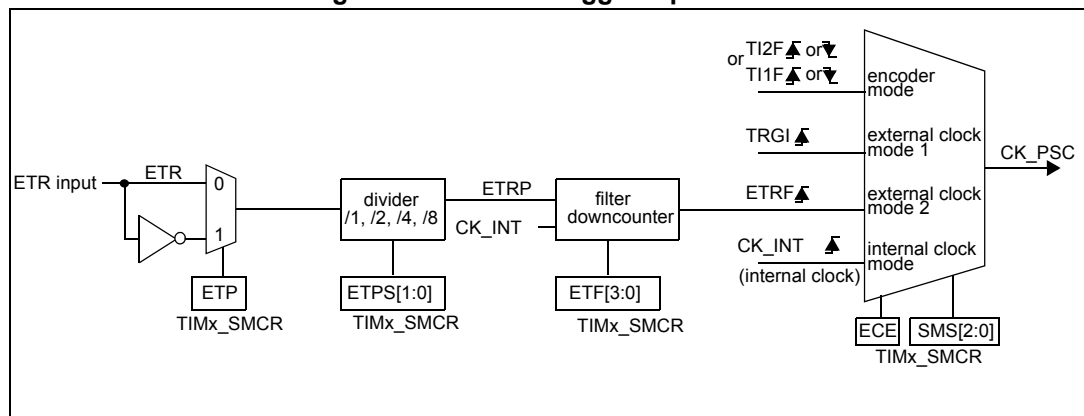 or TI2F or
TI1F or
encoder
mode
TRGI
external clock
mode 1
CK_PSC
ETR input
ETR
0
1
divider
/1, /2, /4, /8
ETRP
CK_INT
filter
downcounter
ETRF
external clock
mode 2
CK_INT
(internal clock)
internal clock
mode
ETP
TIMx_SMCR
ETPS[1:0]
TIMx_SMCR
ETF[3:0]
TIMx_SMCR
ECE
SMS[2:0]
TIMx_SMCR